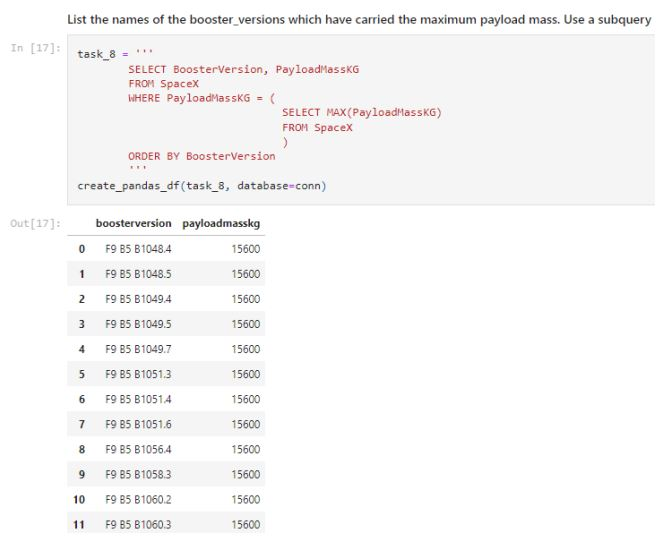 List the names of the booster_versions which have carried the maximum payload mass. Use a subquery
In [17]:
task_8 = '''
SELECT BoosterVersion, PayloadMassKG
FROM SpaceX
WHERE PayloadMassKG = (
SELECT MAX(PayloadMassKG)
FROM SpaceX
)
ORDER BY BoosterVersion
'''
create_pandas_df(task_8, database=conn)
Out[17]:
boosterversion payloadmasskg
0 F9 B5 B1048.4 15600
1 F9 B5 B1048.5 15600
2 F9 B5 B1049.4 15600
3 F9 B5 B1049.5 15600
4 F9 B5 B1049.7 15600
5 F9 B5 B1051.3 15600
6 F9 B5 B1051.4 15600
7 F9 B5 B1051.6 15600
8 F9 B5 B1056.4 15600
9 F9 B5 B1058.3 15600
10 F9 B5 B1060.2 15600
11 F9 B5 B1060.3 15600